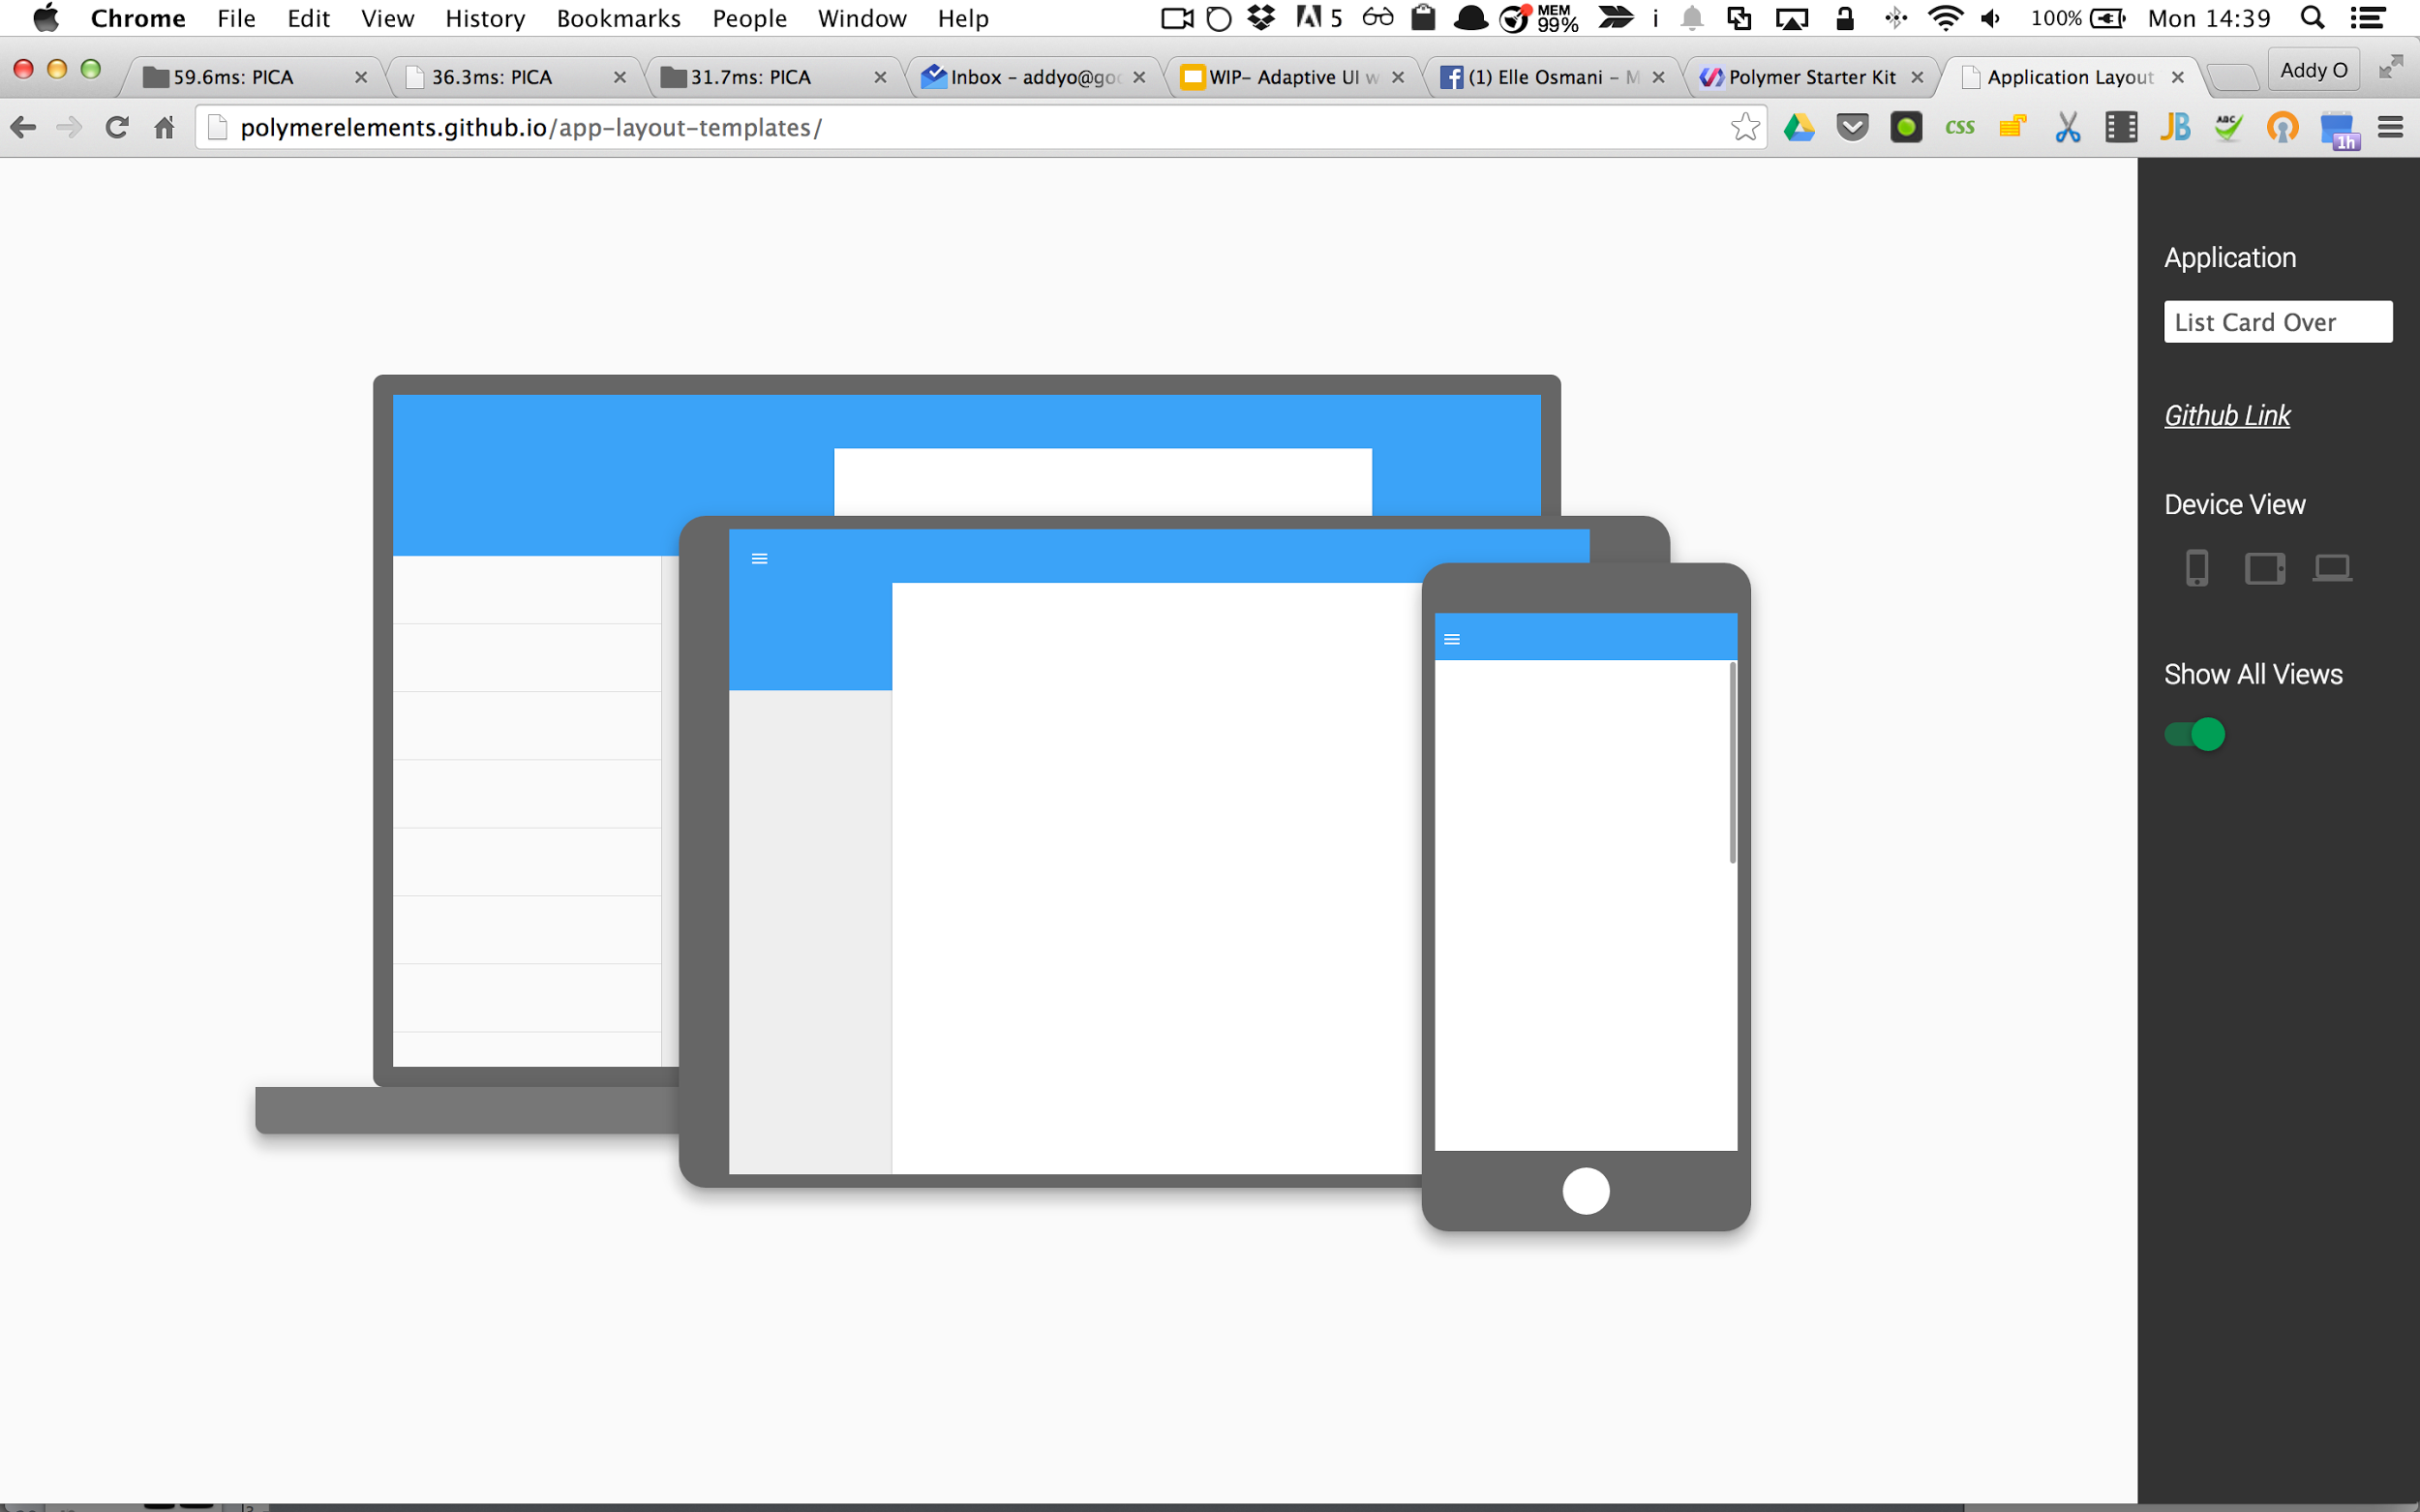 Chrome File Edit View History Bookmarks People Window Help 5 MEM 99% i 100% Mon 14:39
59.6ms: PICA 36.3ms: PICA 31.7ms: PICA Inbox – addyo@goo WIP– Adaptive UI w (1) Elle Osmani – M Polymer Starter Kit Application Layout Addy O
polymerelements.github.io/app-layout-templates/ css JB ABC 1h
Application
List Card Over
Github Link
Device View
Show All Views